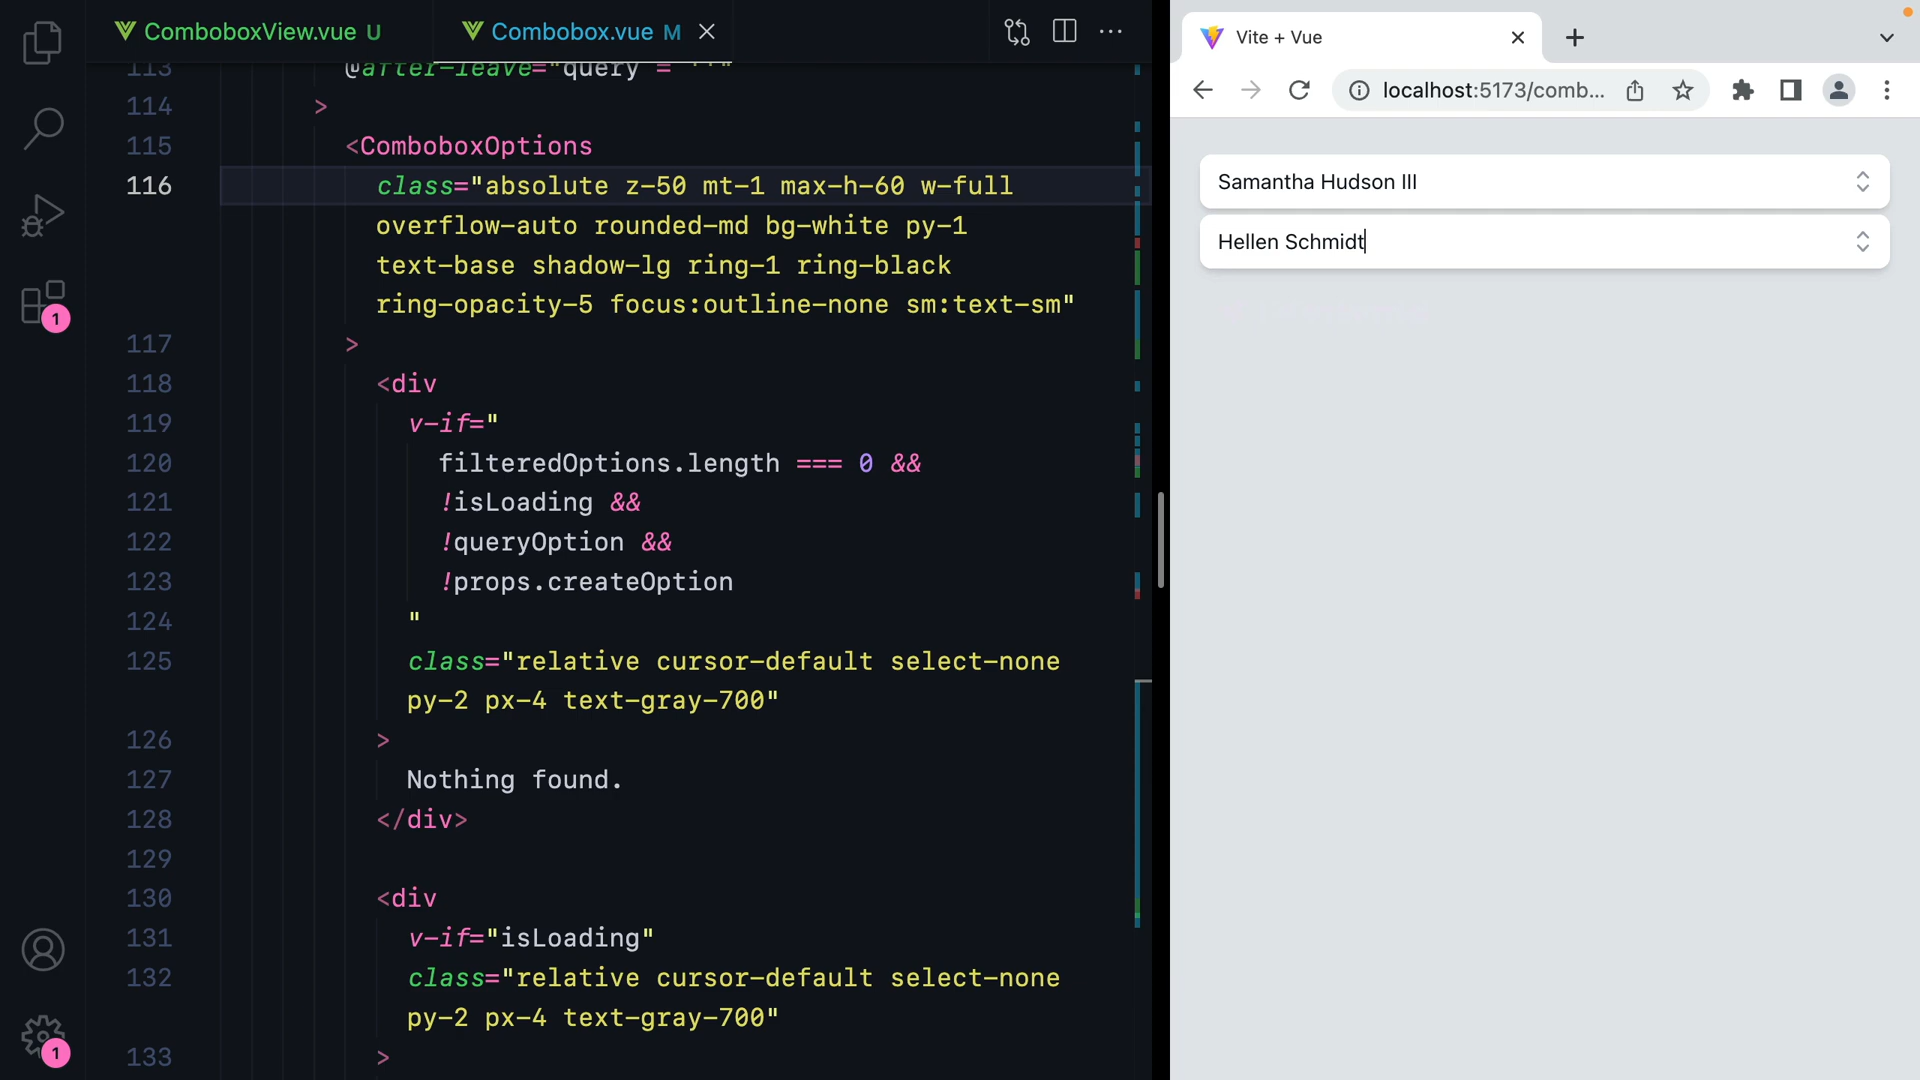 ComboboxView.vue U
Combobox.vue M
113 @after-leave="query = ''"
114 >
115 <ComboboxOptions
116 class="absolute z-50 mt-1 max-h-60 w-full
overflow-auto rounded-md bg-white py-1
text-base shadow-lg ring-1 ring-black
ring-opacity-5 focus:outline-none sm:text-sm"
117 >
118 <div
119 v-if="
120 filteredOptions.length === 0 &&
121 !isLoading &&
122 !queryOption &&
123 !props.createOption
124 "
125 class="relative cursor-default select-none
py-2 px-4 text-gray-700"
126 >
127 Nothing found.
128 </div>
129
130 <div
131 v-if="isLoading"
132 class="relative cursor-default select-none
py-2 px-4 text-gray-700"
133 >
1
1
Vite + Vue
localhost:5173/comb...
Samantha Hudson III
Hellen Schmidt